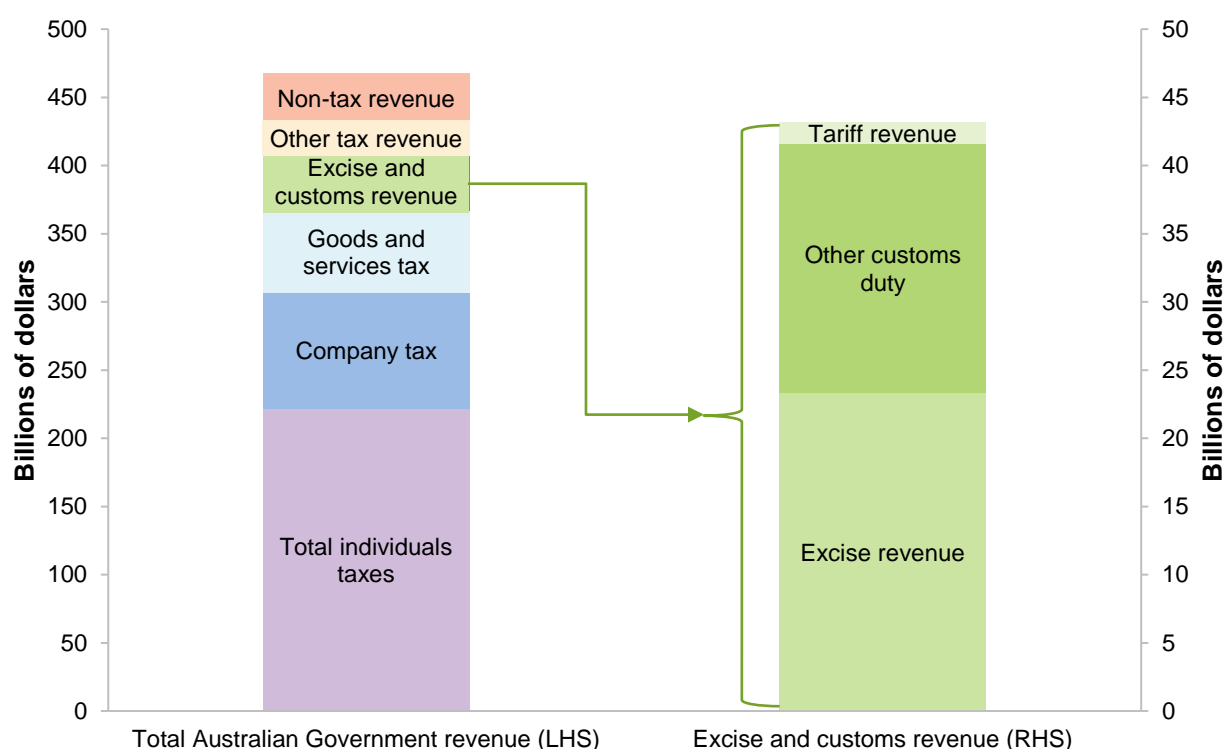 500
450
400
350
300
250
200
150
100
50
0
Billions of dollars
Non-tax revenue
Other tax revenue
Excise and
customs revenue
Goods and
services tax
Company tax
Total individuals
taxes
Tariff revenue
Other customs
duty
Excise revenue
50
45
40
35
30
25
20
15
10
5
0
Billions of dollars
Total Australian Government revenue (LHS)
Excise and customs revenue (RHS)